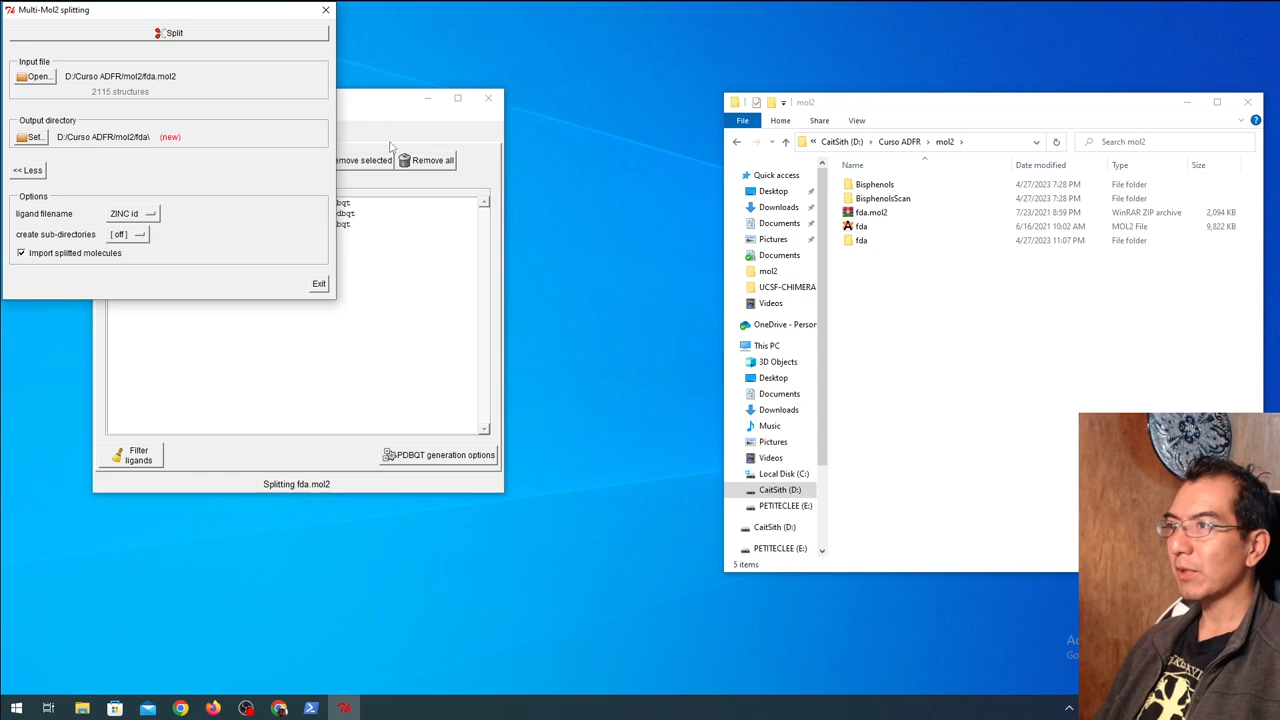 Multi-Mol2 splitting
Split
Input file
Open...
D:/Curso ADFR/mol2/fda.mol2
2115 structures
Output directory
Set...
D:/Curso ADFR/mol2/fda\ (new)
<< Less
Options
ligand filename
ZINC id
create sub-directories
[ off ]
Import splitted molecules
Exit
emove selected
Remove all
dbqt
Filter
ligands
PDBQT generation options
Splitting fda.mol2
mol2
File
Home
Share
View
« CaitSith (D:) > Curso ADFR > mol2 >
Search mol2
Name
Date modified
Type
Size
Quick access
Desktop
Downloads
Documents
Pictures
Documents
mol2
UCSF-CHIMERA
Videos
OneDrive - Person
This PC
3D Objects
Desktop
Documents
Downloads
Music
Pictures
Videos
Local Disk (C:)
CaitSith (D:)
PETITECLEE (E:)
CaitSith (D:)
PETITECLEE (E:)
Bisphenols 4/27/2023 7:28 PM File folder
BisphenolsScan 4/27/2023 7:28 PM File folder
fda.mol2 7/23/2021 8:59 PM WinRAR ZIP archive 2,094 KB
fda 6/16/2021 10:02 AM MOL2 File 9,822 KB
fda 4/27/2023 11:07 PM File folder
5 items